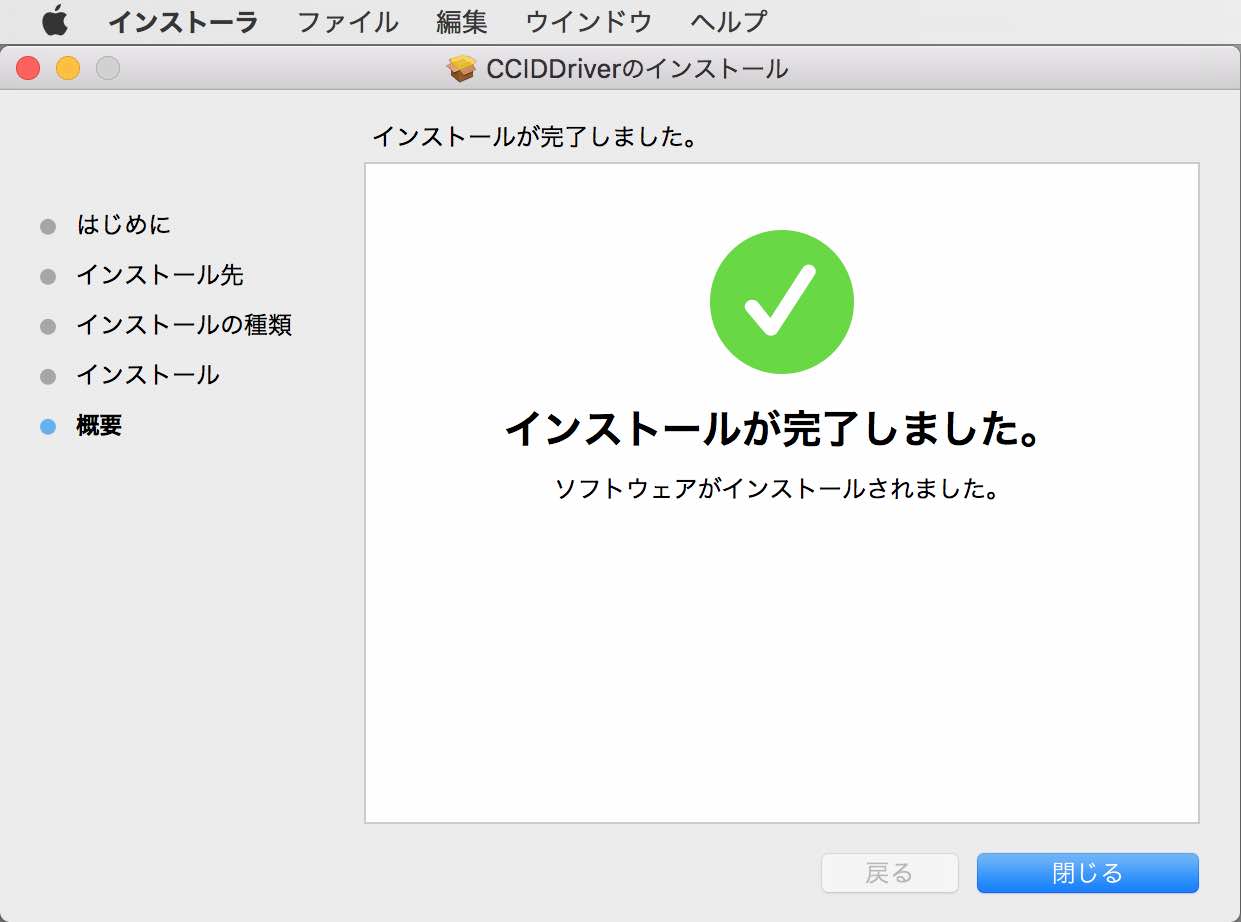 インストーラ ファイル 編集 ウインドウ ヘルプ
CCIDDriverのインストール
インストールが完了しました。
はじめに
インストール先
インストールの種類
インストール
概要
インストールが完了しました。
ソフトウェアがインストールされました。
戻る 閉じる